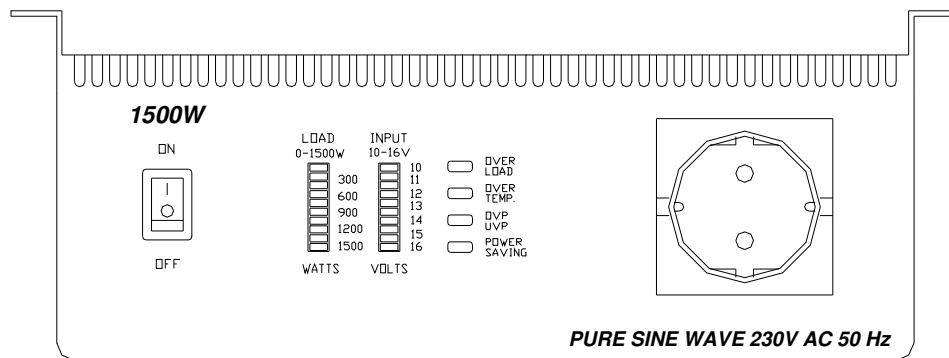 1500W
ON
OFF
LOAD
0-1500W
300
600
900
1200
1500
WATTS
INPUT
10-16V
10
11
12
13
14
15
16
VOLTS
OVER
LOAD
OVER
TEMP.
OVP
UVP
POWER
SAVING
PURE SINE WAVE 230V AC 50 Hz